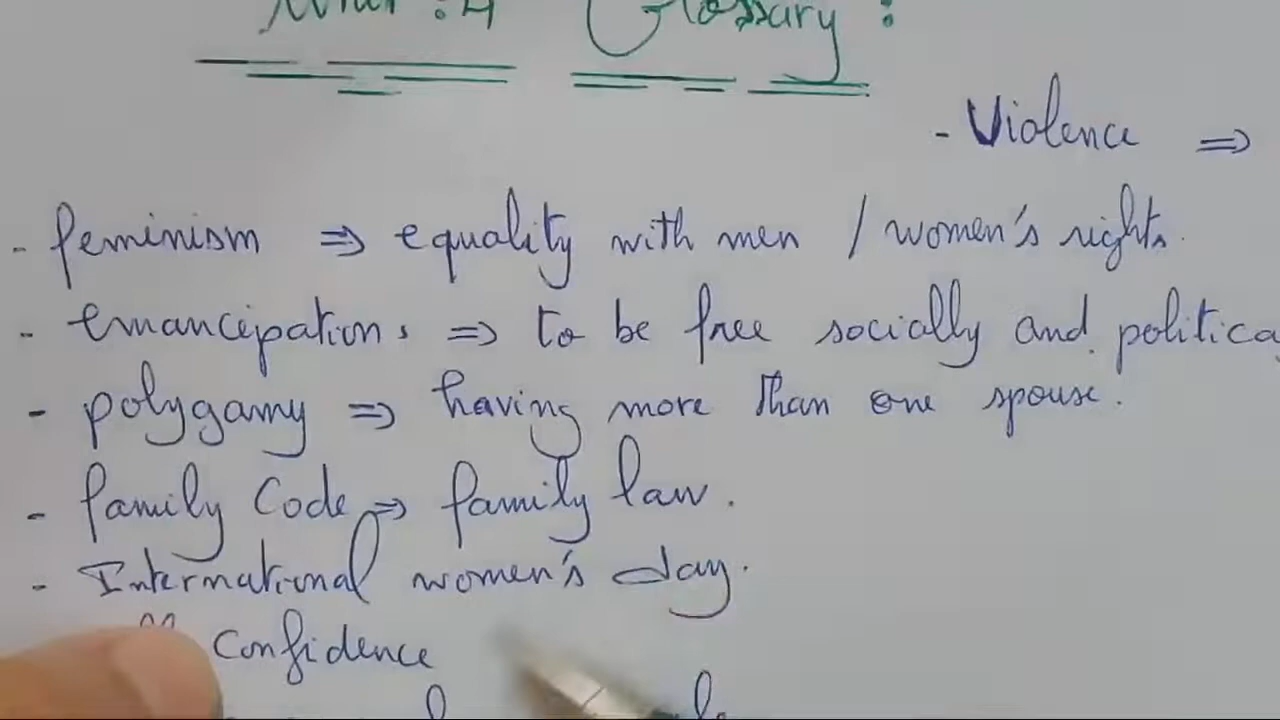 : 4 Glossary :
- Violence ⇒
- feminism ⇒ equality with men / women's rights.
- emancipation, ⇒ to be free socially and politica
- polygamy ⇒ having more than one spouse.
- family Code ⇒ family law.
- International women's day.
Confidence